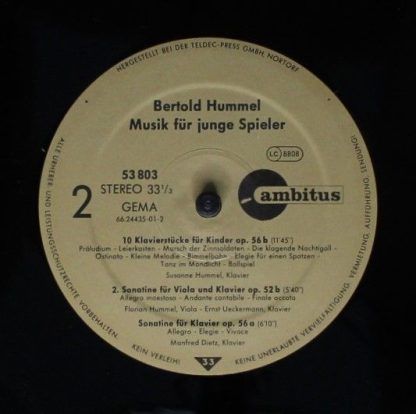 HERGESTELLT BEI DER TELDEC-PRESS GMBH, NORTORF
Bertold Hummel
Musik für junge Spieler
LC 8808
53 803
STEREO 33 1/3
GEMA
66.24435-01-2
2
ambitus
10 Klavierstücke für Kinder op. 56 b (11'45")
Präludium - Leierkasten - Marsch der Zinnsoldaten - Die klagende Nachtigall -
Ostinato - Kleine Melodie - Bimmelbahn - Elegie für einen Spatzen -
Tanz im Mondlicht - Ballspiel
Susanne Hummel, Klavier
2. Sonatine für Viola und Klavier op. 52 b (5'40")
Allegro maestoso - Andante cantabile - Finale accato
Florian Hummel, Viola - Ernst Ueckermann, Klavier
Sonatine für Klavier op. 56 a (6'10")
Allegro - Elegie - Vivace
Manfred Dietz, Klavier
33
ALLE URHEBER- UND LEISTUNGSSCHUTZRECHTE VORBEHALTEN.
KEIN VERLEIH!
KEINE UNERLAUBTE VERVIELFÄLTIGUNG, VERMIETUNG, AUFFÜHRUNG, SENDUNG!